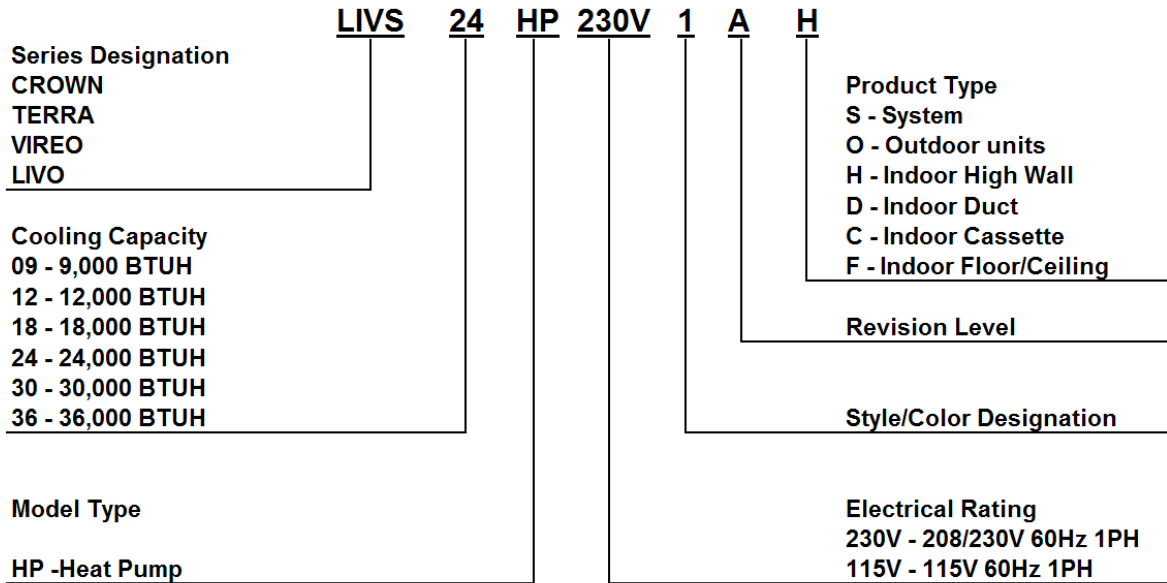 LIVS 24 HP 230V 1 A H
Series Designation
CROWN
TERRA
VIREO
LIVO
Cooling Capacity
09 - 9,000 BTUH
12 - 12,000 BTUH
18 - 18,000 BTUH
24 - 24,000 BTUH
30 - 30,000 BTUH
36 - 36,000 BTUH
Model Type
HP -Heat Pump
Product Type
S - System
O - Outdoor units
H - Indoor High Wall
D - Indoor Duct
C - Indoor Cassette
F - Indoor Floor/Ceiling
Revision Level
Style/Color Designation
Electrical Rating
230V - 208/230V 60Hz 1PH
115V - 115V 60Hz 1PH